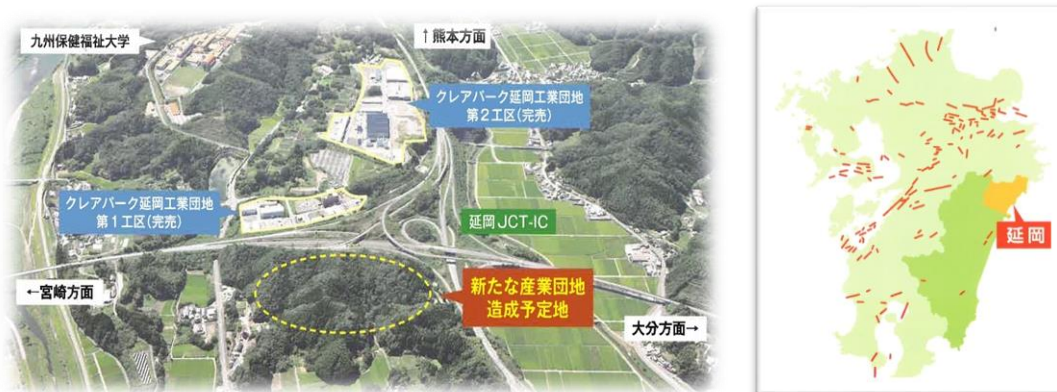 九州保健福祉大学
↑熊本方面
クレアパーク延岡工業団地
第2工区(完売)
クレアパーク延岡工業団地
第1工区(完売)
延岡JCT-IC
←宮崎方面
新たな産業団地
造成予定地
大分方面→
延岡